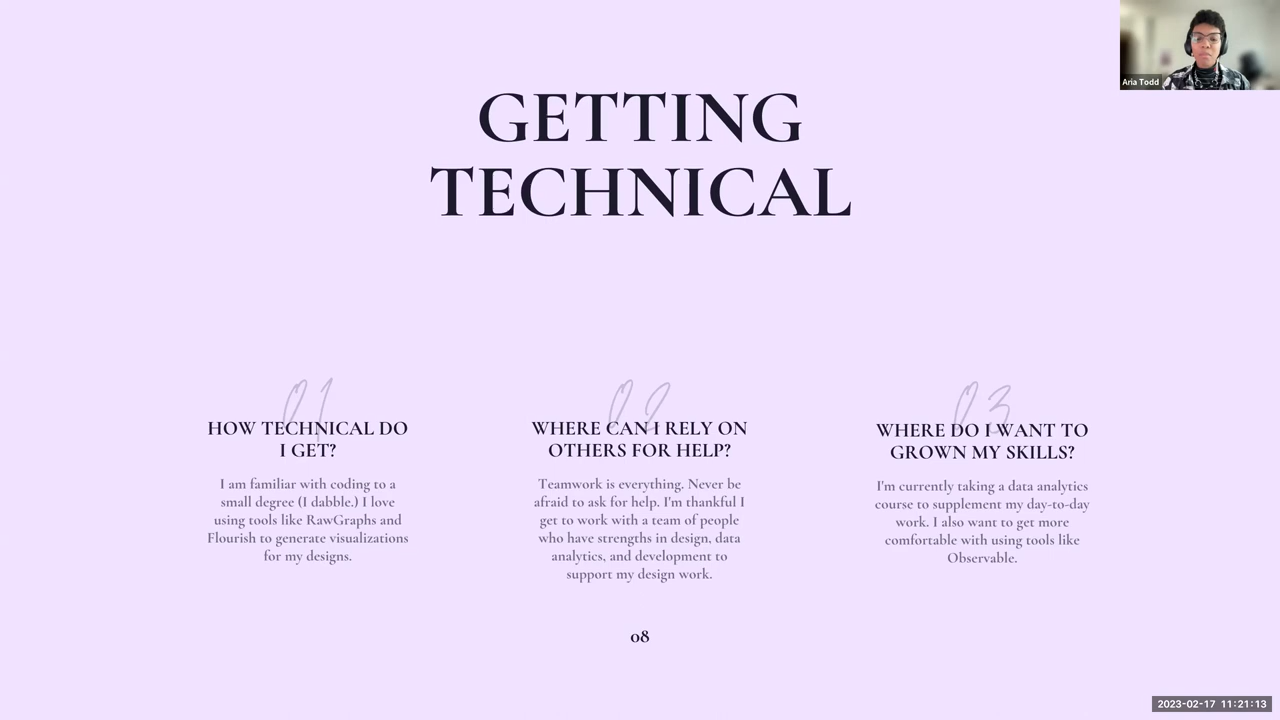 Aria Todd
GETTING
TECHNICAL
01
HOW TECHNICAL DO
I GET?
I am familiar with coding to a
small degree (I dabble.) I love
using tools like RawGraphs and
Flourish to generate visualizations
for my designs.
02
WHERE CAN I RELY ON
OTHERS FOR HELP?
Teamwork is everything. Never be
afraid to ask for help. I'm thankful I
get to work with a team of people
who have strengths in design, data
analytics, and development to
support my design work.
03
WHERE DO I WANT TO
GROWN MY SKILLS?
I'm currently taking a data analytics
course to supplement my day-to-day
work. I also want to get more
comfortable with using tools like
Observable.
08
2023-02-17 11:21:13